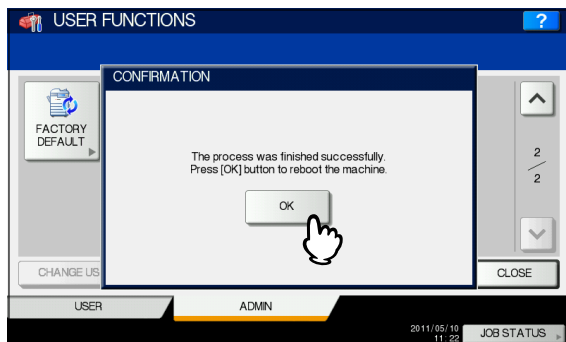 USER FUNCTIONS
?
CONFIRMATION
FACTORY
DEFAULT
The process was finished successfully.
Press [OK] button to reboot the machine.
OK
2
2
CHANGE US
CLOSE
USER
ADMIN
2011/05/10
11:22
JOB STATUS